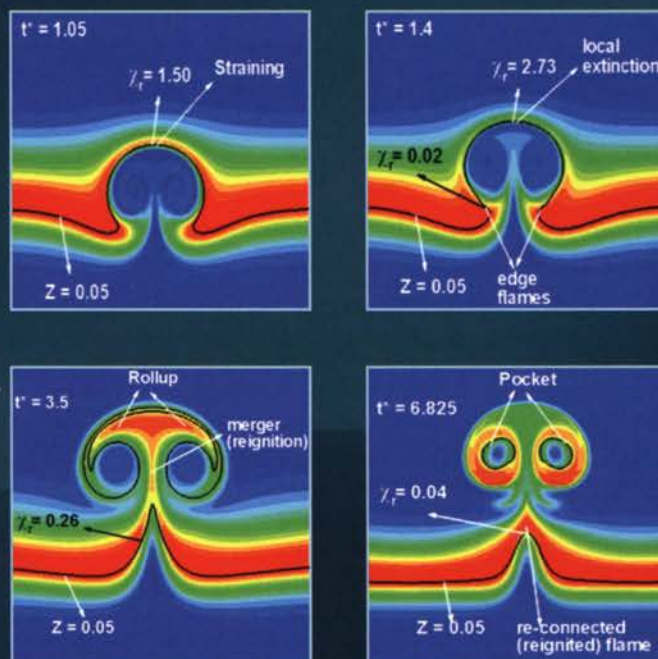 t* = 1.05
χr = 1.50
Straining
Z = 0.05
t* = 1.4
local
extinction
χr = 2.73
χr = 0.02
Z = 0.05
edge
flames
t* = 3.5
Rollup
merger
(reignition)
χr = 0.26
Z = 0.05
Pocket
t* = 6.825
χr = 0.04
Z = 0.05
re-connected
(reignited) flame